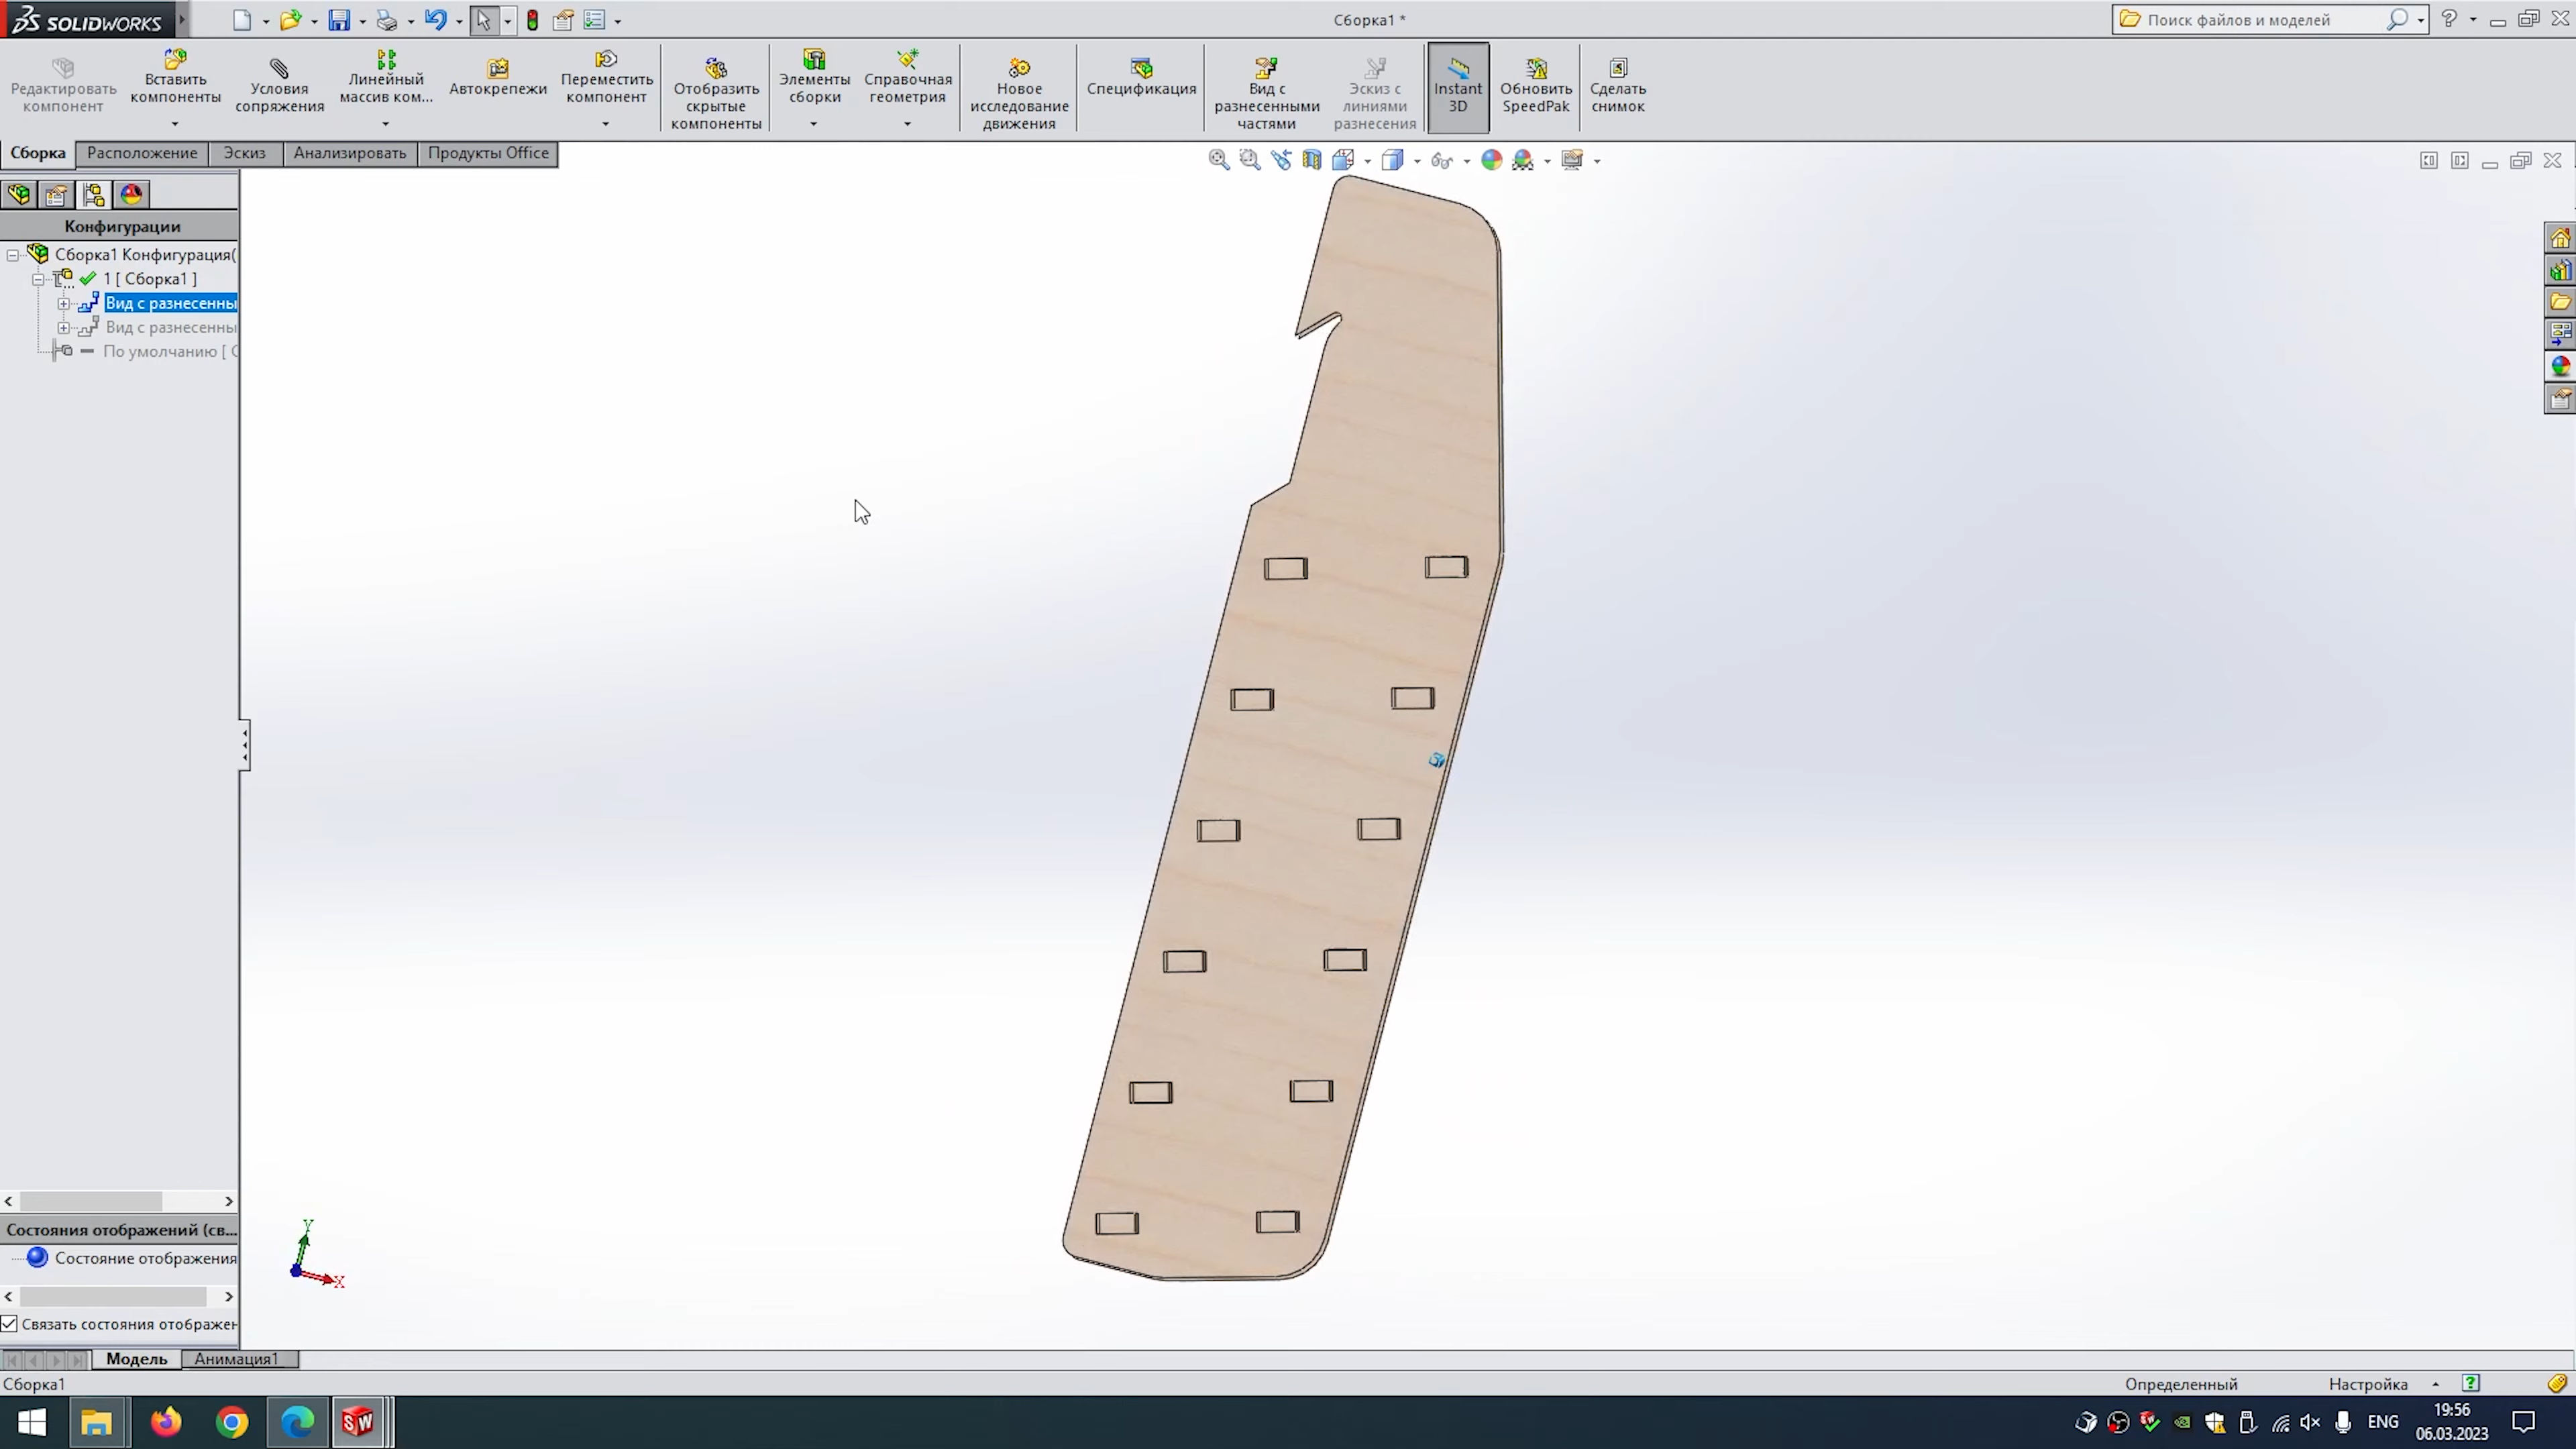 SOLIDWORKS
Сборка1 *
Поиск файлов и моделей
Редактировать
компонент
Вставить
компоненты
Условия
сопряжения
Линейный
массив ком...
Автокрепежи
Переместить
компонент
Отобразить
скрытые
компоненты
Элементы
сборки
Справочная
геометрия
Новое
исследование
движения
Спецификация
Вид с
разнесенными
частями
Эскиз с
линиями
разнесения
Instant
3D
Обновить
SpeedPak
Сделать
снимок
Сборка
Расположение
Эскиз
Анализировать
Продукты Office
Конфигурации
Сборка1 Конфигурация(
1 [ Сборка1 ]
Вид с разнесенны
Вид с разнесенны
По умолчанию [ С
Y
X
Состояния отображений (св...
Состояние отображения
Связать состояния отображен
Модель
Анимация1
Сборка1
Определенный
Настройка
SW
ENG
19:56
06.03.2023